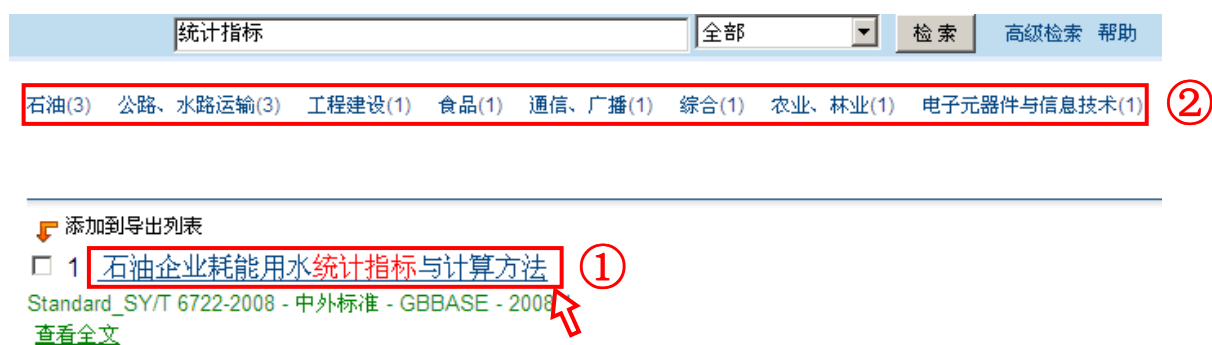 统计指标 全部 检索 高级检索 帮助
石油(3) 公路、水路运输(3) 工程建设(1) 食品(1) 通信、广播(1) 综合(1) 农业、林业(1) 电子元器件与信息技术(1) ②
添加到导出列表
1 石油企业耗能用水统计指标与计算方法 ①
Standard_SY/T 6722-2008 - 中外标准 - GBBASE - 2008
查看全文